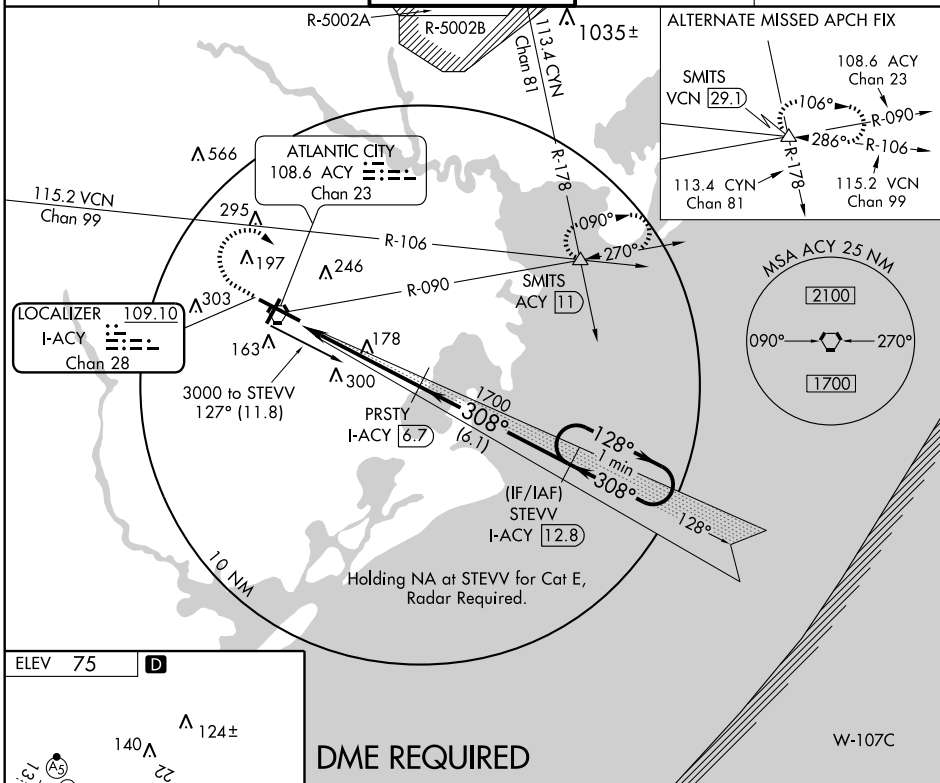 R-5002A
R-5002B
1035±
113.4 CYN
Chan 81
R-178
ALTERNATE MISSED APCH FIX
SMITS
VCN 29.1
108.6 ACY
Chan 23
106°
R-090
286°
R-106
R-178
113.4 CYN
Chan 81
115.2 VCN
Chan 99
566
ATLANTIC CITY
108.6 ACY
Chan 23
115.2 VCN
Chan 99
295
R-106
090°
270°
197
246
R-090
SMITS
ACY 11
MSA ACY 25 NM
2100
090°
270°
1700
303
LOCALIZER 109.10
I-ACY
Chan 28
163
178
300
3000 to STEVV
127° (11.8)
PRSTY
I-ACY 6.7
1700
308°
(6.1)
128°
1 min
308°
(IF/IAF)
STEVV
I-ACY 12.8
128°
10 NM
Holding NA at STEVV for Cat E,
Radar Required.
ELEV 75
D
124±
140
A5
22
DME REQUIRED
W-107C